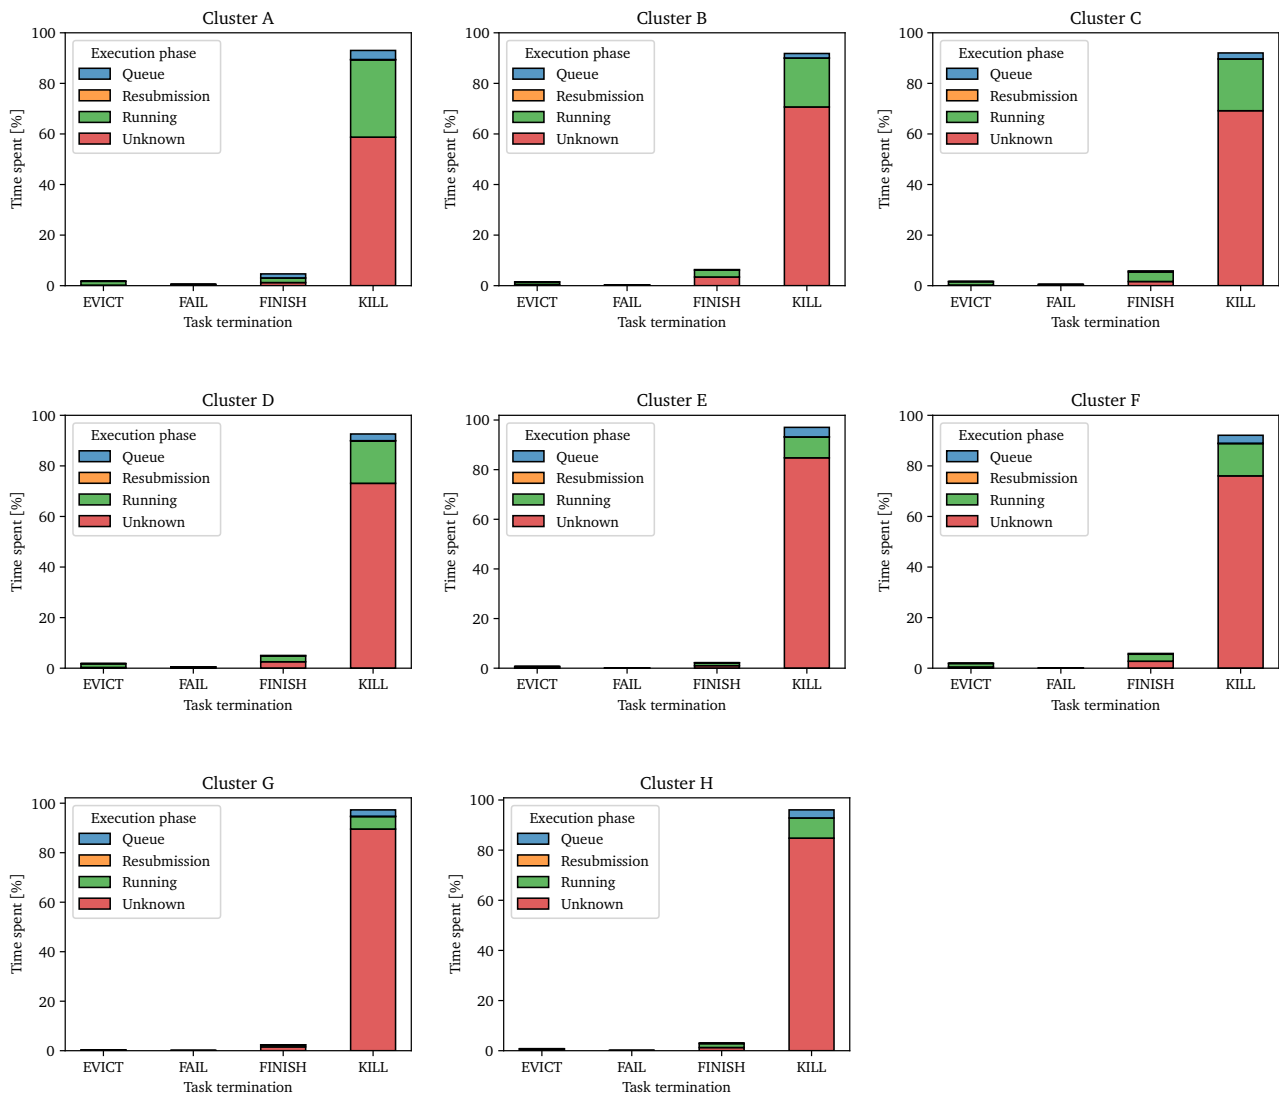 Cluster A
100
80
60
40
20
0
Time spent [%]
Execution phase
Queue
Resubmission
Running
Unknown
EVICT FAIL FINISH KILL
Task termination
Cluster B
100
80
60
40
20
0
Time spent [%]
Execution phase
Queue
Resubmission
Running
Unknown
EVICT FAIL FINISH KILL
Task termination
Cluster C
100
80
60
40
20
0
Time spent [%]
Execution phase
Queue
Resubmission
Running
Unknown
EVICT FAIL FINISH KILL
Task termination
Cluster D
100
80
60
40
20
0
Time spent [%]
Execution phase
Queue
Resubmission
Running
Unknown
EVICT FAIL FINISH KILL
Task termination
Cluster E
100
80
60
40
20
0
Time spent [%]
Execution phase
Queue
Resubmission
Running
Unknown
EVICT FAIL FINISH KILL
Task termination
Cluster F
100
80
60
40
20
0
Time spent [%]
Execution phase
Queue
Resubmission
Running
Unknown
EVICT FAIL FINISH KILL
Task termination
Cluster G
100
80
60
40
20
0
Time spent [%]
Execution phase
Queue
Resubmission
Running
Unknown
EVICT FAIL FINISH KILL
Task termination
Cluster H
100
80
60
40
20
0
Time spent [%]
Execution phase
Queue
Resubmission
Running
Unknown
EVICT FAIL FINISH KILL
Task termination